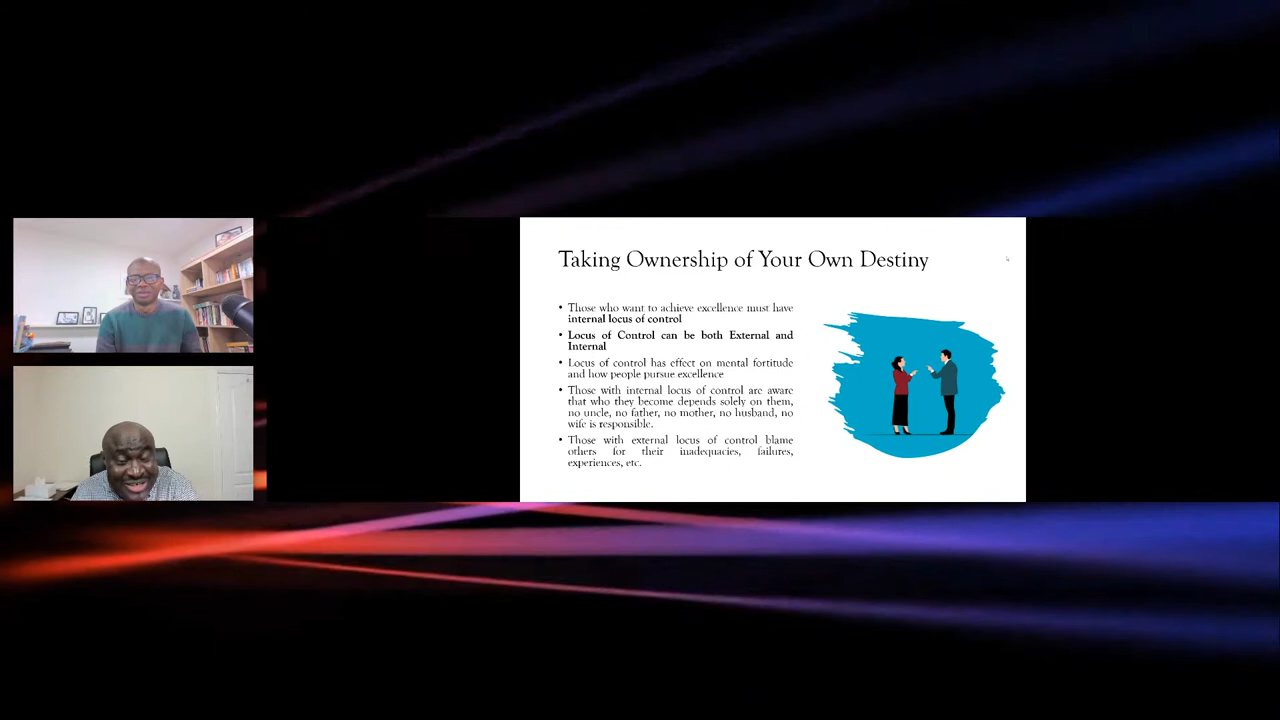 Taking Ownership of Your Own Destiny
• Those who want to achieve excellence must have
internal locus of control
• Locus of Control can be both External and
Internal
• Locus of control has effect on mental fortitude
and how people pursue excellence
• Those with internal locus of control are aware
that who they become depends solely on them,
no uncle, no father, no mother, no husband, no
wife is responsible.
• Those with external locus of control blame
others for their inadequacies, failures,
experiences, etc.